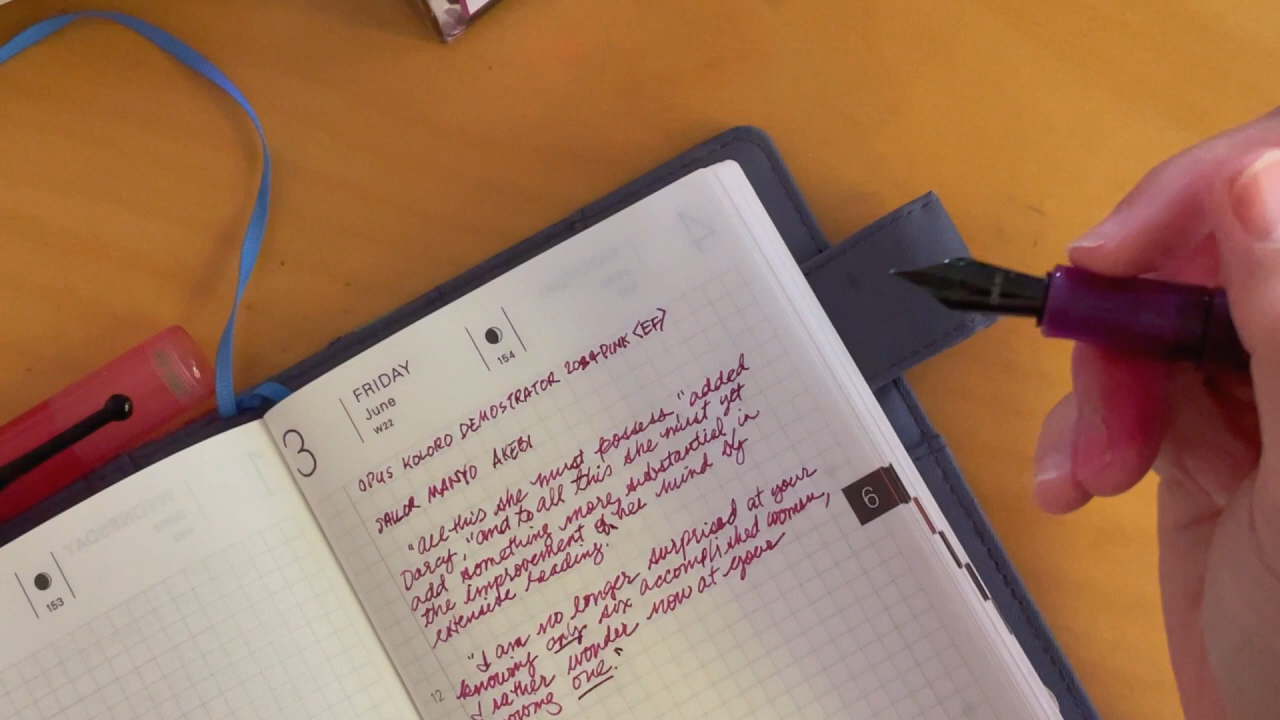 3
FRIDAY
June
W22
154
OPUS KOLORO DEMOSTRATOR PINK <EF>
SAILOR MANYO AKEBI
"all this she must possess," added
Darcy, "and to all this she must yet
add something more substantial, in
the improvement of her mind by
extensive reading."
"I am no longer surprised at your
knowing only six accomplished women,
I rather wonder now at your
knowing one."
12
6
153